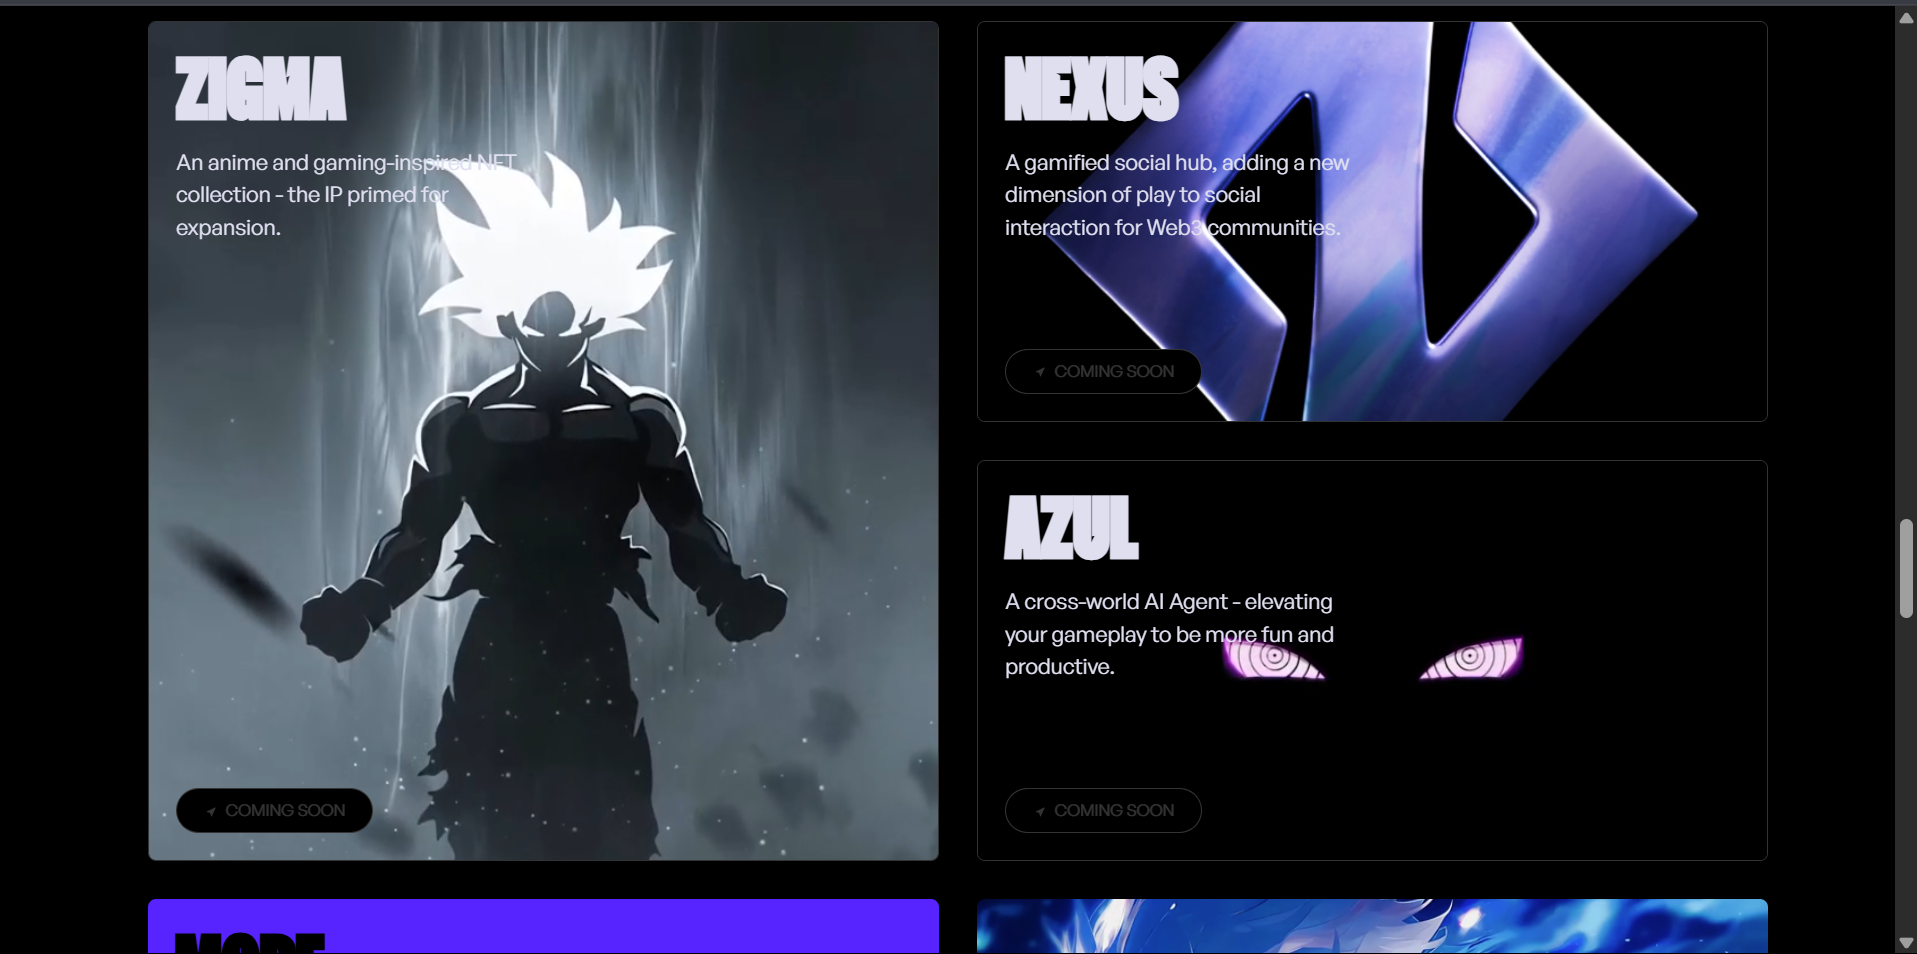 ZIGMA
An anime and gaming-inspired NFT
collection - the IP primed for
expansion.
COMING SOON
NEXUS
A gamified social hub, adding a new
dimension of play to social
interaction for Web3 communities.
COMING SOON
AZUL
A cross-world AI Agent - elevating
your gameplay to be more fun and
productive.
COMING SOON
MORE